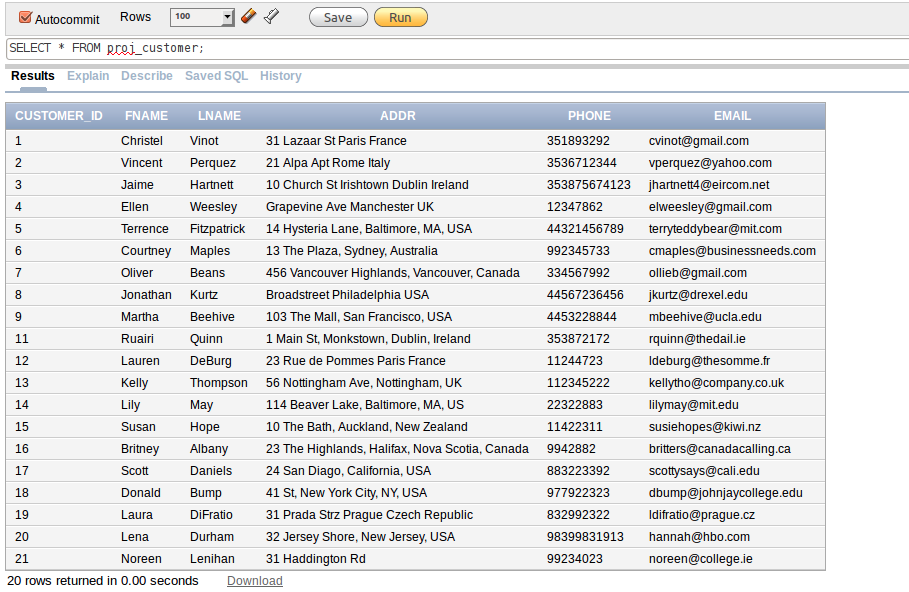 Autocommit Rows 100 Save Run
SELECT * FROM proj_customer;
Results Explain Describe Saved SQL History
CUSTOMER_ID FNAME LNAME ADDR PHONE EMAIL
1 Christel Vinot 31 Lazaar St Paris France 351893292 cvinot@gmail.com
2 Vincent Perquez 21 Alpa Apt Rome Italy 3536712344 vperquez@yahoo.com
3 Jaime Hartnett 10 Church St Irishtown Dublin Ireland 353875674123 jhartnett4@eircom.net
4 Ellen Weesley Grapevine Ave Manchester UK 12347862 elweesley@gmail.com
5 Terrence Fitzpatrick 14 Hysteria Lane, Baltimore, MA, USA 44321456789 terryteddybear@mit.com
6 Courtney Maples 13 The Plaza, Sydney, Australia 992345733 cmaples@businessneeds.com
7 Oliver Beans 456 Vancouver Highlands, Vancouver, Canada 334567992 ollieb@gmail.com
8 Jonathan Kurtz Broadstreet Philadelphia USA 44567236456 jkurtz@drexel.edu
9 Martha Beehive 103 The Mall, San Francisco, USA 4453228844 mbeehive@ucla.edu
11 Ruairi Quinn 1 Main St, Monkstown, Dublin, Ireland 353872172 rquinn@thedail.ie
12 Lauren DeBurg 23 Rue de Pommes Paris France 11244723 ldeburg@thesomme.fr
13 Kelly Thompson 56 Nottingham Ave, Nottingham, UK 112345222 kellytho@company.co.uk
14 Lily May 114 Beaver Lake, Baltimore, MA, US 22322883 lilymay@mit.edu
15 Susan Hope 10 The Bath, Auckland, New Zealand 11422311 susiehopes@kiwi.nz
16 Britney Albany 23 The Highlands, Halifax, Nova Scotia, Canada 9942882 britters@canadacalling.ca
17 Scott Daniels 24 San Diago, California, USA 883223392 scottysays@cali.edu
18 Donald Bump 41 St, New York City, NY, USA 977922323 dbump@johnjaycollege.edu
19 Laura DiFratio 31 Prada Strz Prague Czech Republic 832992322 ldifratio@prague.cz
20 Lena Durham 32 Jersey Shore, New Jersey, USA 98399831913 hannah@hbo.com
21 Noreen Lenihan 31 Haddington Rd 99234023 noreen@college.ie
20 rows returned in 0.00 seconds Download